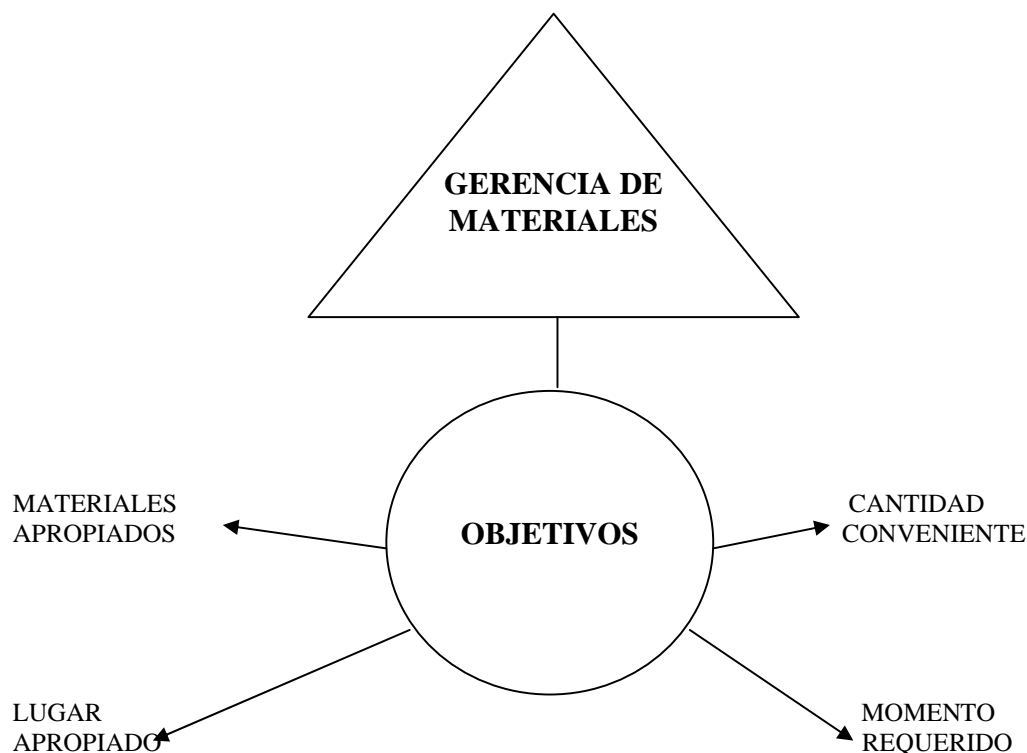 GERENCIA DE
MATERIALES
MATERIALES
APROPIADOS
OBJETIVOS
CANTIDAD
CONVENIENTE
LUGAR
APROPIADO
MOMENTO
REQUERIDO